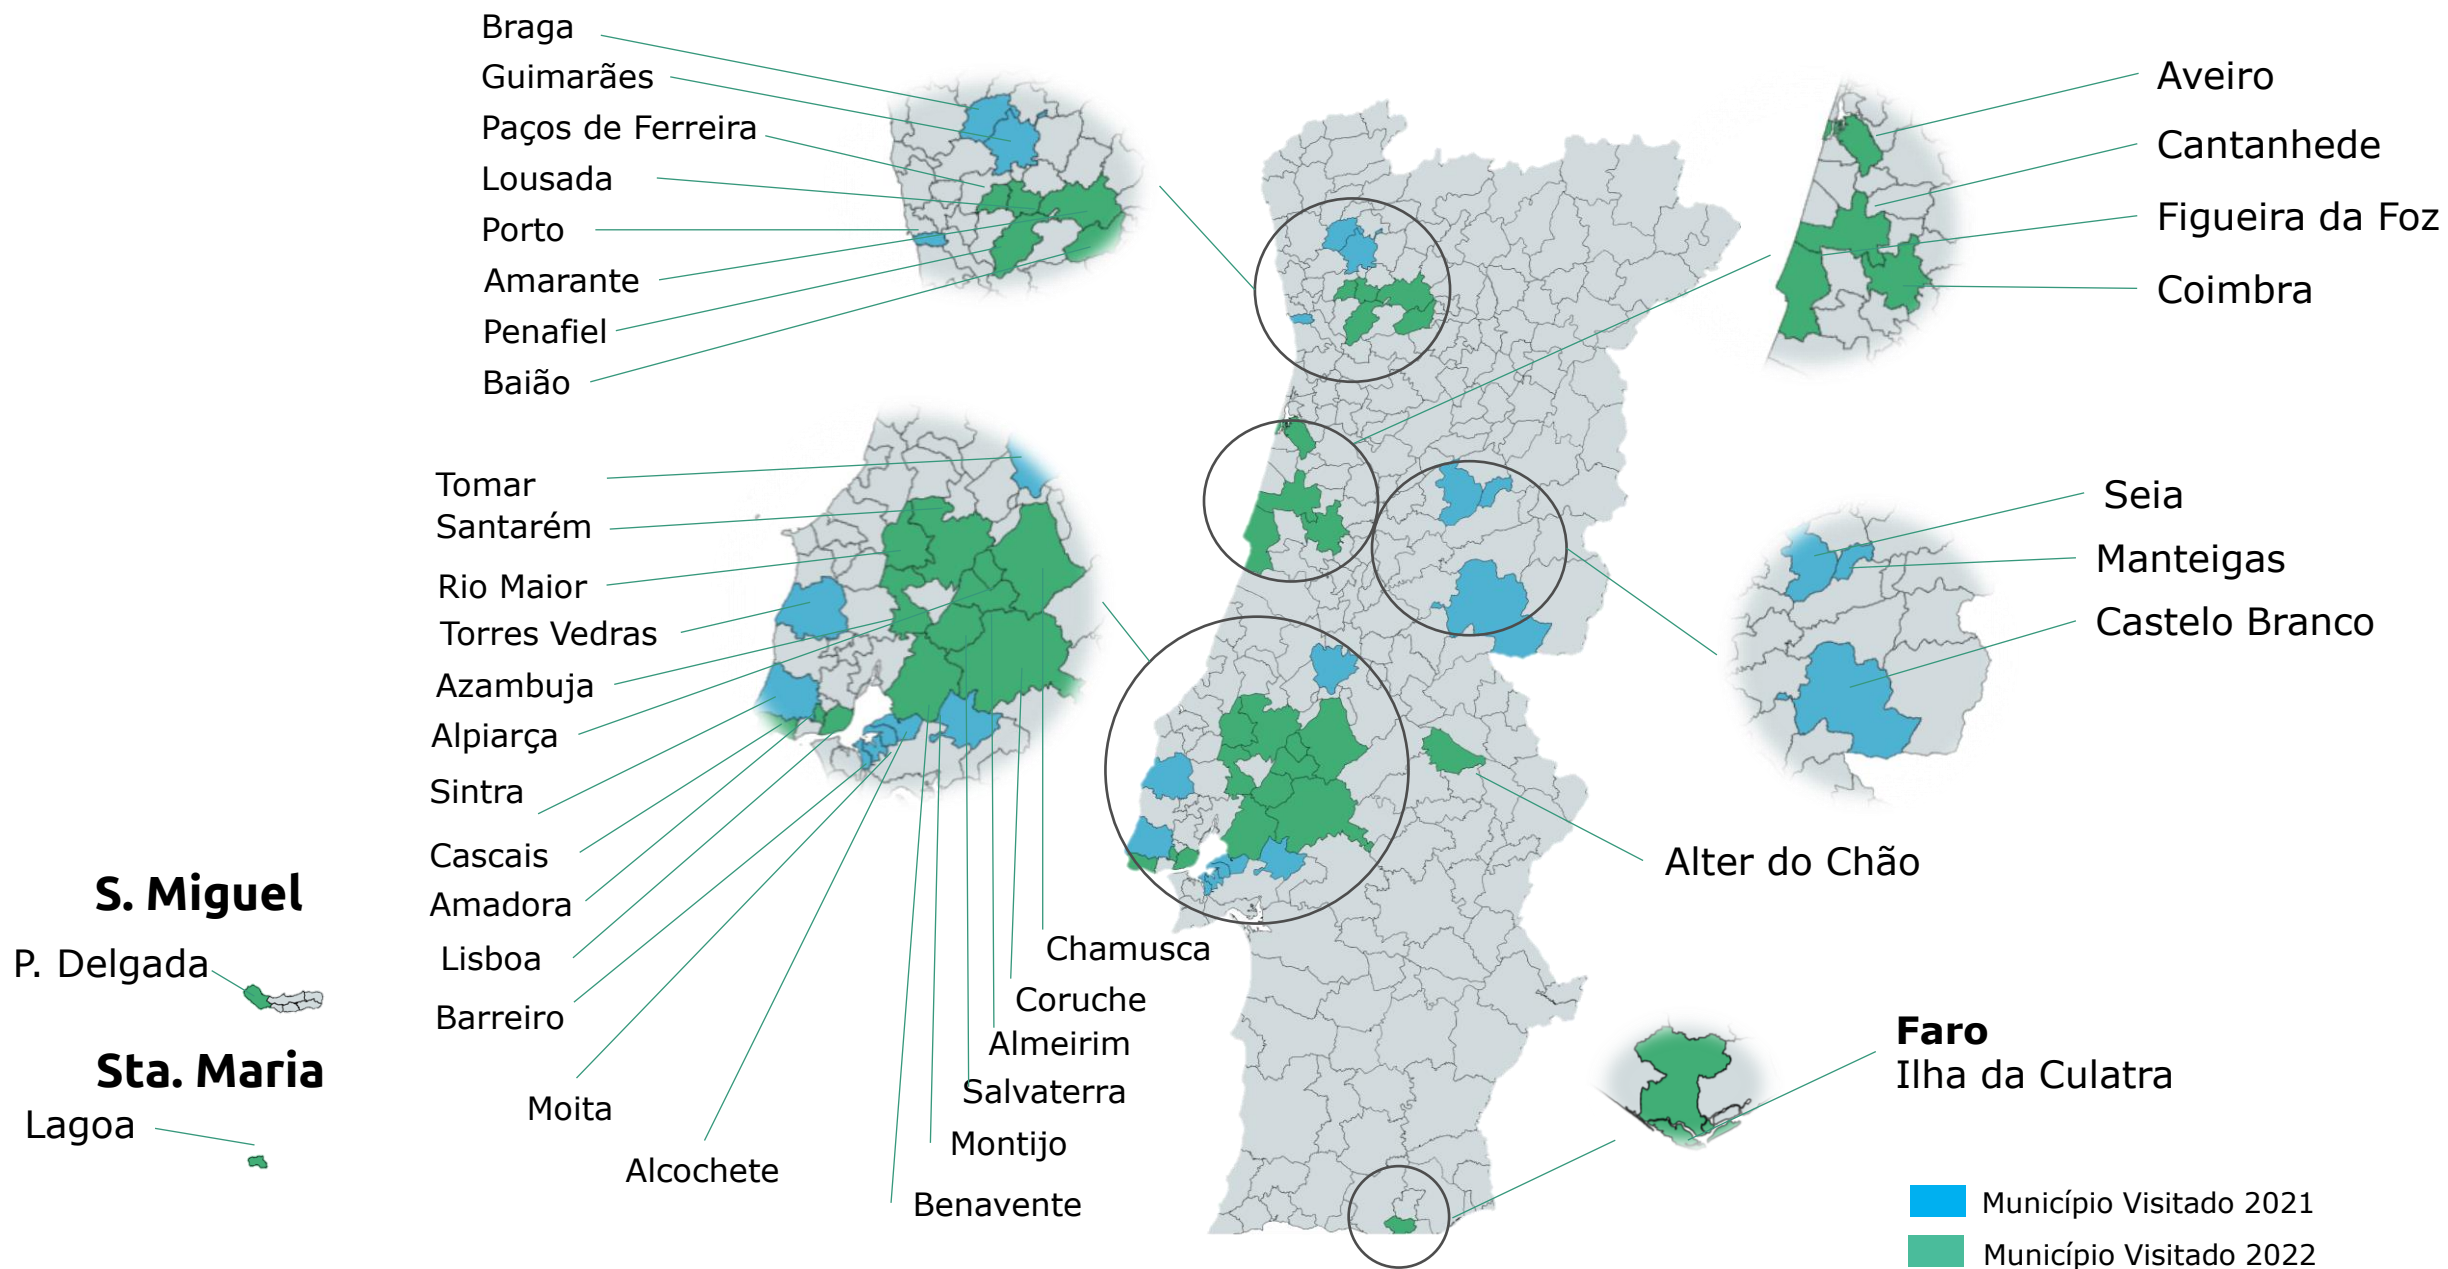 Braga
Guimarães
Paços de Ferreira
Lousada
Porto
Amarante
Penafiel
Baião
Aveiro
Cantanhede
Figueira da Foz
Coimbra
Tomar
Santarém
Rio Maior
Torres Vedras
Azambuja
Alpiarça
Sintra
Cascais
Amadora
Lisboa
Barreiro
Moita
Alcochete
Chamusca
Coruche
Almeirim
Salvaterra
Montijo
Benavente
Seia
Manteigas
Castelo Branco
Alter do Chão
S. Miguel
P. Delgada
Sta. Maria
Lagoa
Faro
Ilha da Culatra
Município Visitado 2021
Município Visitado 2022